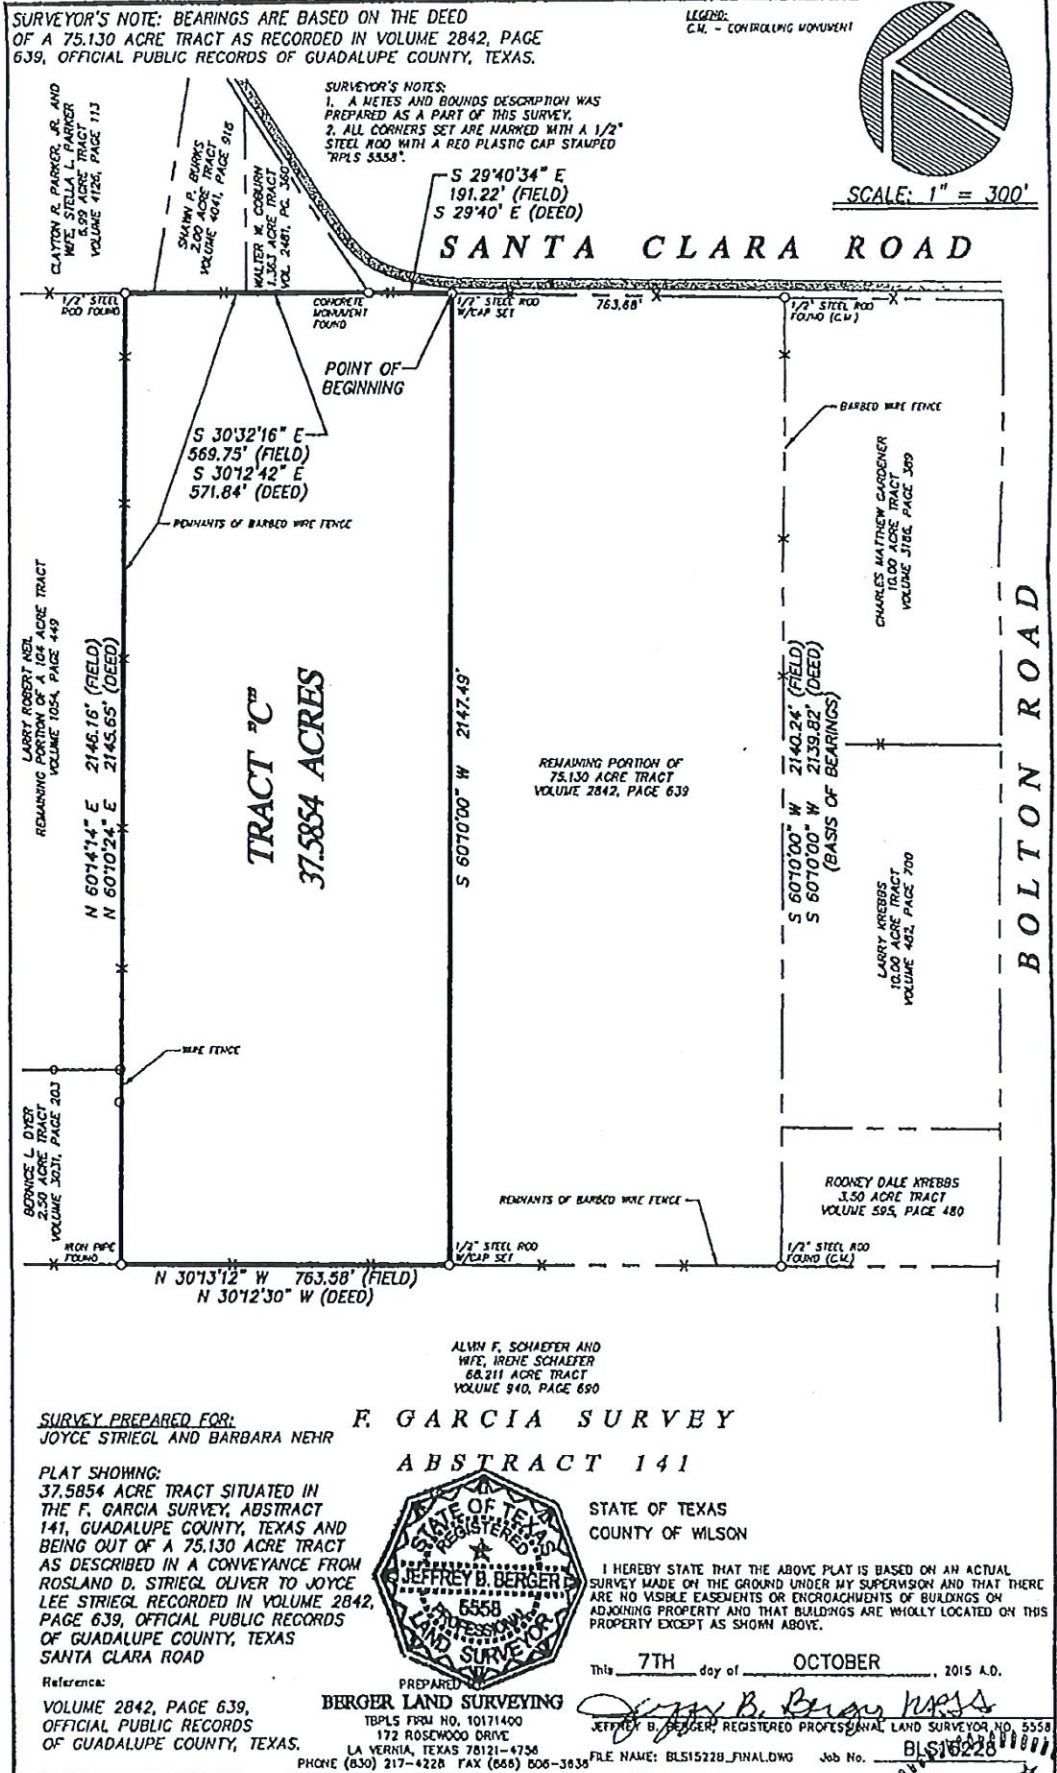 SURVEYOR'S NOTE: BEARINGS ARE BASED ON THE DEED
OF A 75.130 ACRE TRACT AS RECORDED IN VOLUME 2842, PAGE
639, OFFICIAL PUBLIC RECORDS OF GUADALUPE COUNTY, TEXAS.
LEGEND:
C.M. - CONTROLLING MONUMENT
SCALE: 1" = 300'
SURVEYOR'S NOTES:
1. A METES AND BOUNDS DESCRIPTION WAS
PREPARED AS A PART OF THIS SURVEY.
2. ALL CORNERS SET ARE MARKED WITH A 1/2"
STEEL ROD WITH A RED PLASTIC CAP STAMPED
"RPLS 5558".
CLAYTON R. PARKER, JR. AND
WIFE, STELLA L. PARKER
6.99 ACRE TRACT
VOLUME 4126, PAGE 113
SHAWN P. BURKS
2.00 ACRE TRACT
VOLUME 4041, PAGE 916
WALTER W. COBURN
1.363 ACRE TRACT
VOL. 2481, PG. 360
S 29°40'34" E
191.22' (FIELD)
S 29°40' E (DEED)
SANTA CLARA ROAD
1/2" STEEL
ROD FOUND
CONCRETE
MONUMENT
FOUND
1/2" STEEL ROD
W/CAP SET
763.68'
1/2" STEEL ROD
FOUND (C.M.)
POINT OF
BEGINNING
S 30°32'16" E
569.75' (FIELD)
S 30°12'42" E
571.84' (DEED)
REMNANTS OF BARBED WIRE FENCE
BARBED WIRE FENCE
CHARLES MATTHEW GARDENER
10.00 ACRE TRACT
VOLUME 3186, PAGE 389
BOLTON ROAD
LARRY ROBERT NEIL
REMAINING PORTION OF A 104 ACRE TRACT
VOLUME 1054, PAGE 449
N 60°14'14" E 2146.16' (FIELD)
N 60°10'24" E 2145.65' (DEED)
TRACT "C"
37.5854 ACRES
S 60°10'00" W 2147.49'
REMAINING PORTION OF
75.130 ACRE TRACT
VOLUME 2842, PAGE 639
S 60°10'00" W 2140.24' (FIELD)
S 60°10'00" W 2139.82' (DEED)
(BASIS OF BEARINGS)
LARRY KREBBS
10.00 ACRE TRACT
VOLUME 482, PAGE 700
WIRE FENCE
BERNICE L. DYER
2.50 ACRE TRACT
VOLUME 3031, PAGE 203
IRON PIPE
FOUND
REMNANTS OF BARBED WIRE FENCE
RODNEY DALE KREBBS
3.50 ACRE TRACT
VOLUME 595, PAGE 480
1/2" STEEL ROD
W/CAP SET
1/2" STEEL ROD
FOUND (C.M.)
N 30°13'12" W 763.58' (FIELD)
N 30°12'30" W (DEED)
ALVIN F. SCHAEFER AND
WIFE, IRENE SCHAEFER
68.211 ACRE TRACT
VOLUME 940, PAGE 690
F. GARCIA SURVEY
ABSTRACT 141
SURVEY PREPARED FOR:
JOYCE STRIEGL AND BARBARA NEHR
PLAT SHOWING:
37.5854 ACRE TRACT SITUATED IN
THE F. GARCIA SURVEY, ABSTRACT
141, GUADALUPE COUNTY, TEXAS AND
BEING OUT OF A 75.130 ACRE TRACT
AS DESCRIBED IN A CONVEYANCE FROM
ROSLAND D. STRIEGL OLIVER TO JOYCE
LEE STRIEGL RECORDED IN VOLUME 2842,
PAGE 639, OFFICIAL PUBLIC RECORDS
OF GUADALUPE COUNTY, TEXAS
SANTA CLARA ROAD
Reference:
VOLUME 2842, PAGE 639,
OFFICIAL PUBLIC RECORDS
OF GUADALUPE COUNTY, TEXAS.
STATE OF TEXAS
REGISTERED
JEFFREY B. BERGER
5558
PROFESSIONAL
LAND SURVEYOR
PREPARED
BERGER LAND SURVEYING
TBPLS FIRM NO. 10171400
172 ROSEWOOD DRIVE
LA VERNIA, TEXAS 78121-4756
PHONE (830) 217-4228 FAX (866) 606-3638
STATE OF TEXAS
COUNTY OF WILSON
I HEREBY STATE THAT THE ABOVE PLAT IS BASED ON AN ACTUAL
SURVEY MADE ON THE GROUND UNDER MY SUPERVISION AND THAT THERE
ARE NO VISIBLE EASEMENTS OR ENCROACHMENTS OF BUILDINGS ON
ADJOINING PROPERTY AND THAT BUILDINGS ARE WHOLLY LOCATED ON THIS
PROPERTY EXCEPT AS SHOWN ABOVE.
This 7TH day of OCTOBER, 2015 A.D.
Jeffrey B. Berger RPLS
JEFFREY B. BERGER, REGISTERED PROFESSIONAL LAND SURVEYOR NO. 5558
FILE NAME: BLS15228_FINAL.DWG Job No. BLS15228